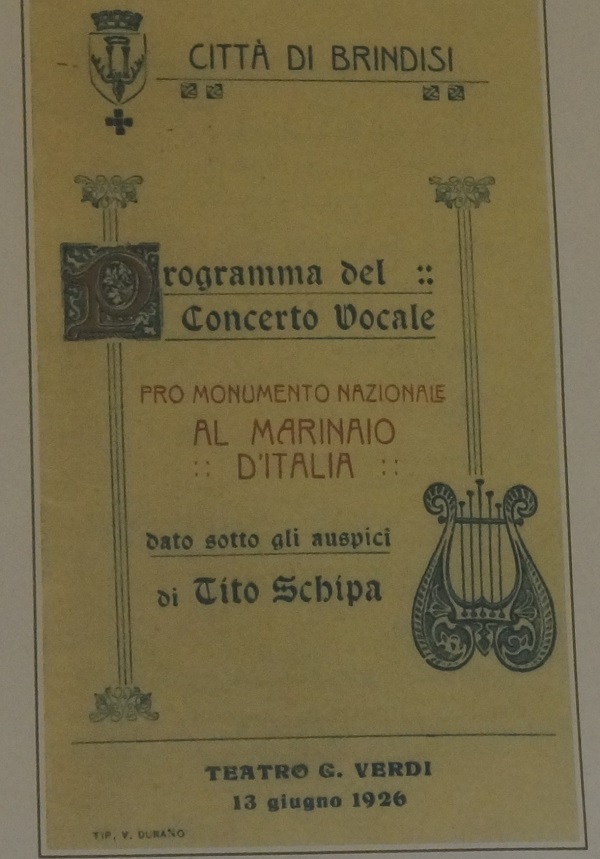 CITTÀ DI BRINDISI
Programma del ::
Concerto Vocale
PRO MONUMENTO NAZIONALE
AL MARINAIO
:: D'ITALIA ::
dato sotto gli auspici
di Tito Schipa
TEATRO G. VERDI
13 giugno 1926
TIP. V. DURANO